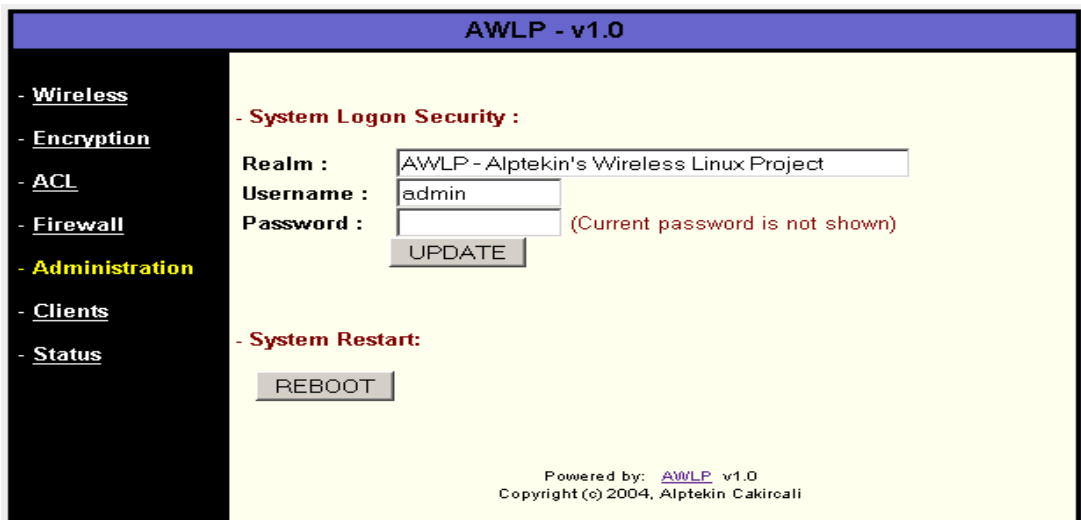 AWLP - v1.0
- Wireless
- Encryption
- ACL
- Firewall
- Administration
- Clients
- Status
- System Logon Security :
Realm : AWLP - Alptekin's Wireless Linux Project
Username : admin
Password : (Current password is not shown)
UPDATE
- System Restart:
REBOOT
Powered by: AWLP v1.0
Copyright (c) 2004, Alptekin Cakircali